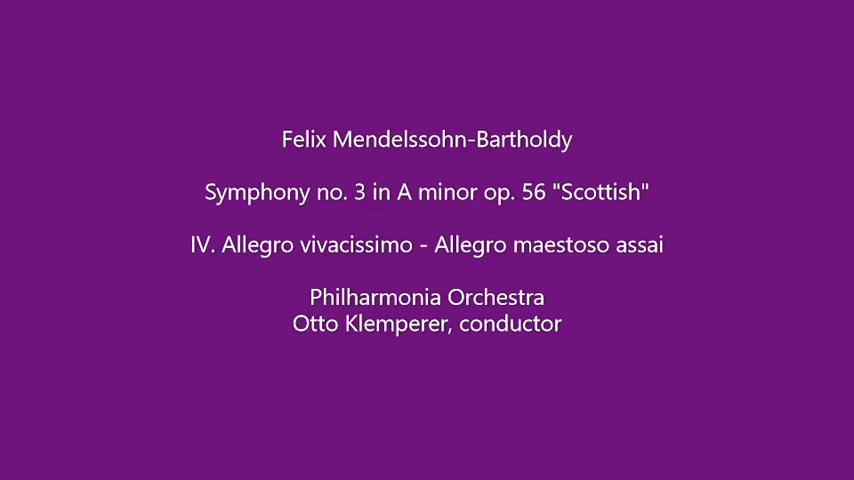 Felix Mendelssohn-Bartholdy
Symphony no. 3 in A minor op. 56 "Scottish"
IV. Allegro vivacissimo - Allegro maestoso assai
Philharmonia Orchestra
Otto Klemperer, conductor